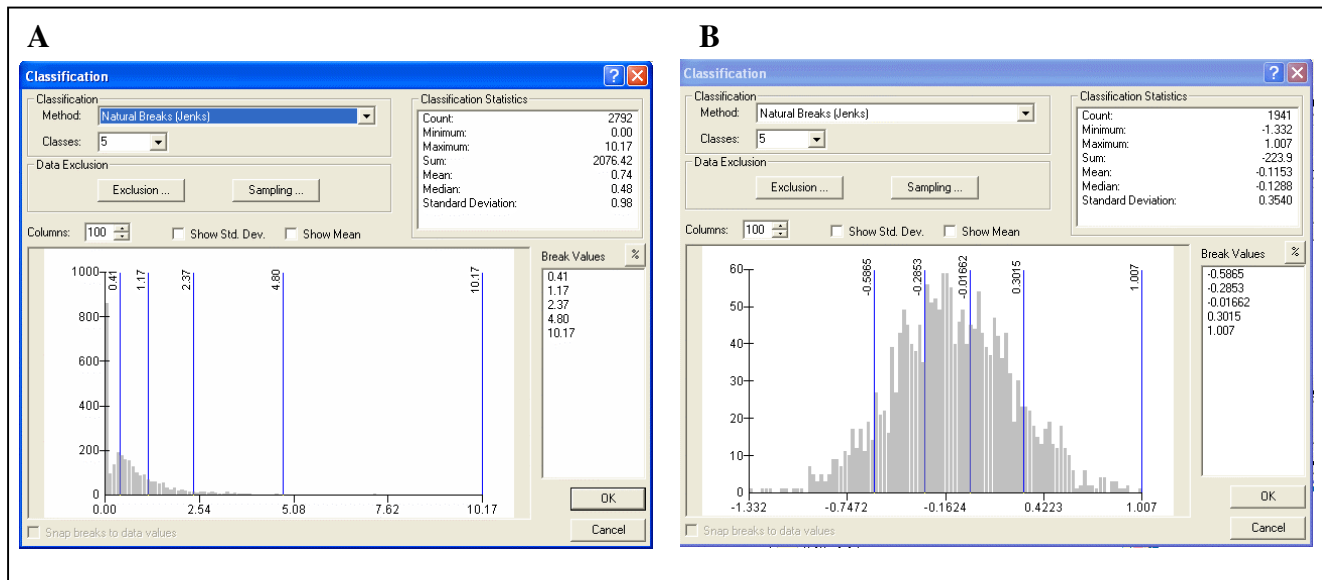 A
Classification
Classification
Method: Natural Breaks (Jenks)
Classes: 5
Data Exclusion
Exclusion ... Sampling ...
Classification Statistics
Count: 2792
Minimum: 0.00
Maximum: 10.17
Sum: 2076.42
Mean: 0.74
Median: 0.48
Standard Deviation: 0.98
Columns: 100 Show Std. Dev. Show Mean
Break Values %
0.41
1.17
2.37
4.80
10.17
1000
800
600
400
200
0
0.41 1.17 2.37 4.80 10.17
0.00 2.54 5.08 7.62 10.17
OK
Cancel
Snap breaks to data values
B
Classification
Classification
Method: Natural Breaks (Jenks)
Classes: 5
Data Exclusion
Exclusion ... Sampling ...
Classification Statistics
Count: 1941
Minimum: -1.332
Maximum: 1.007
Sum: -223.9
Mean: -0.1153
Median: -0.1288
Standard Deviation: 0.3540
Columns: 100 Show Std. Dev. Show Mean
Break Values %
-0.5865
-0.2853
-0.01662
0.3015
1.007
60
50
40
30
20
10
0
-0.5865 -0.2853 -0.01662 0.3015 1.007
-1.332 -0.7472 -0.1624 0.4223 1.007
OK
Cancel
Snap breaks to data values